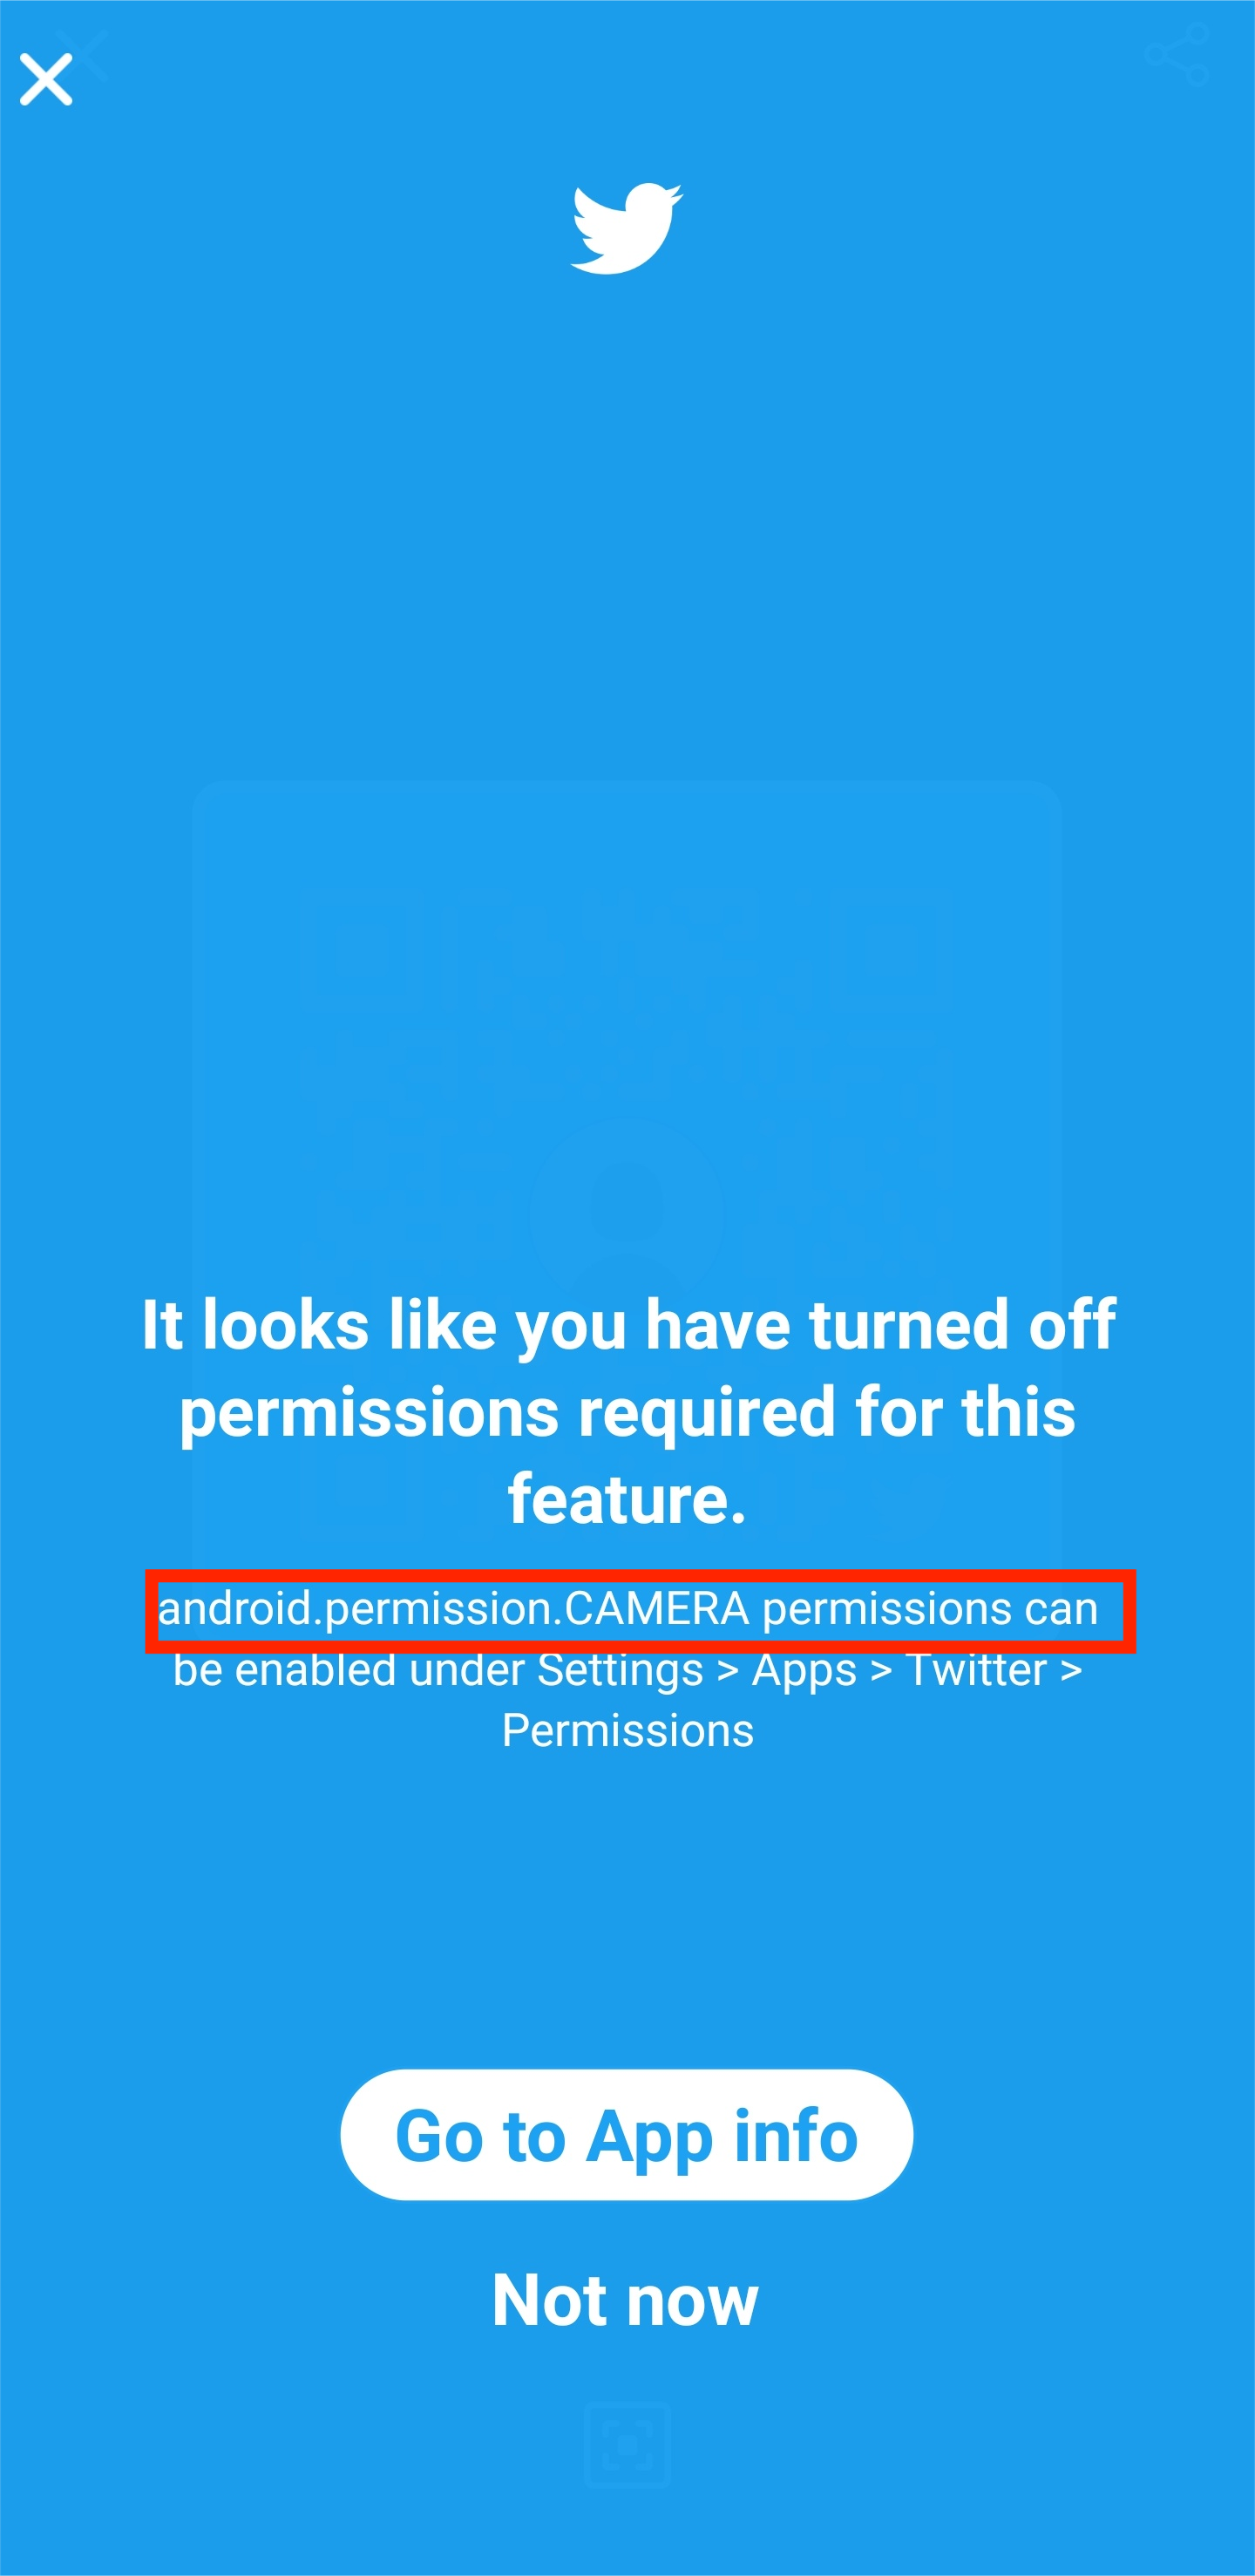 It looks like you have turned off
permissions required for this
feature.
android.permission.CAMERA permissions can
be enabled under Settings > Apps > Twitter >
Permissions
Go to App info
Not now